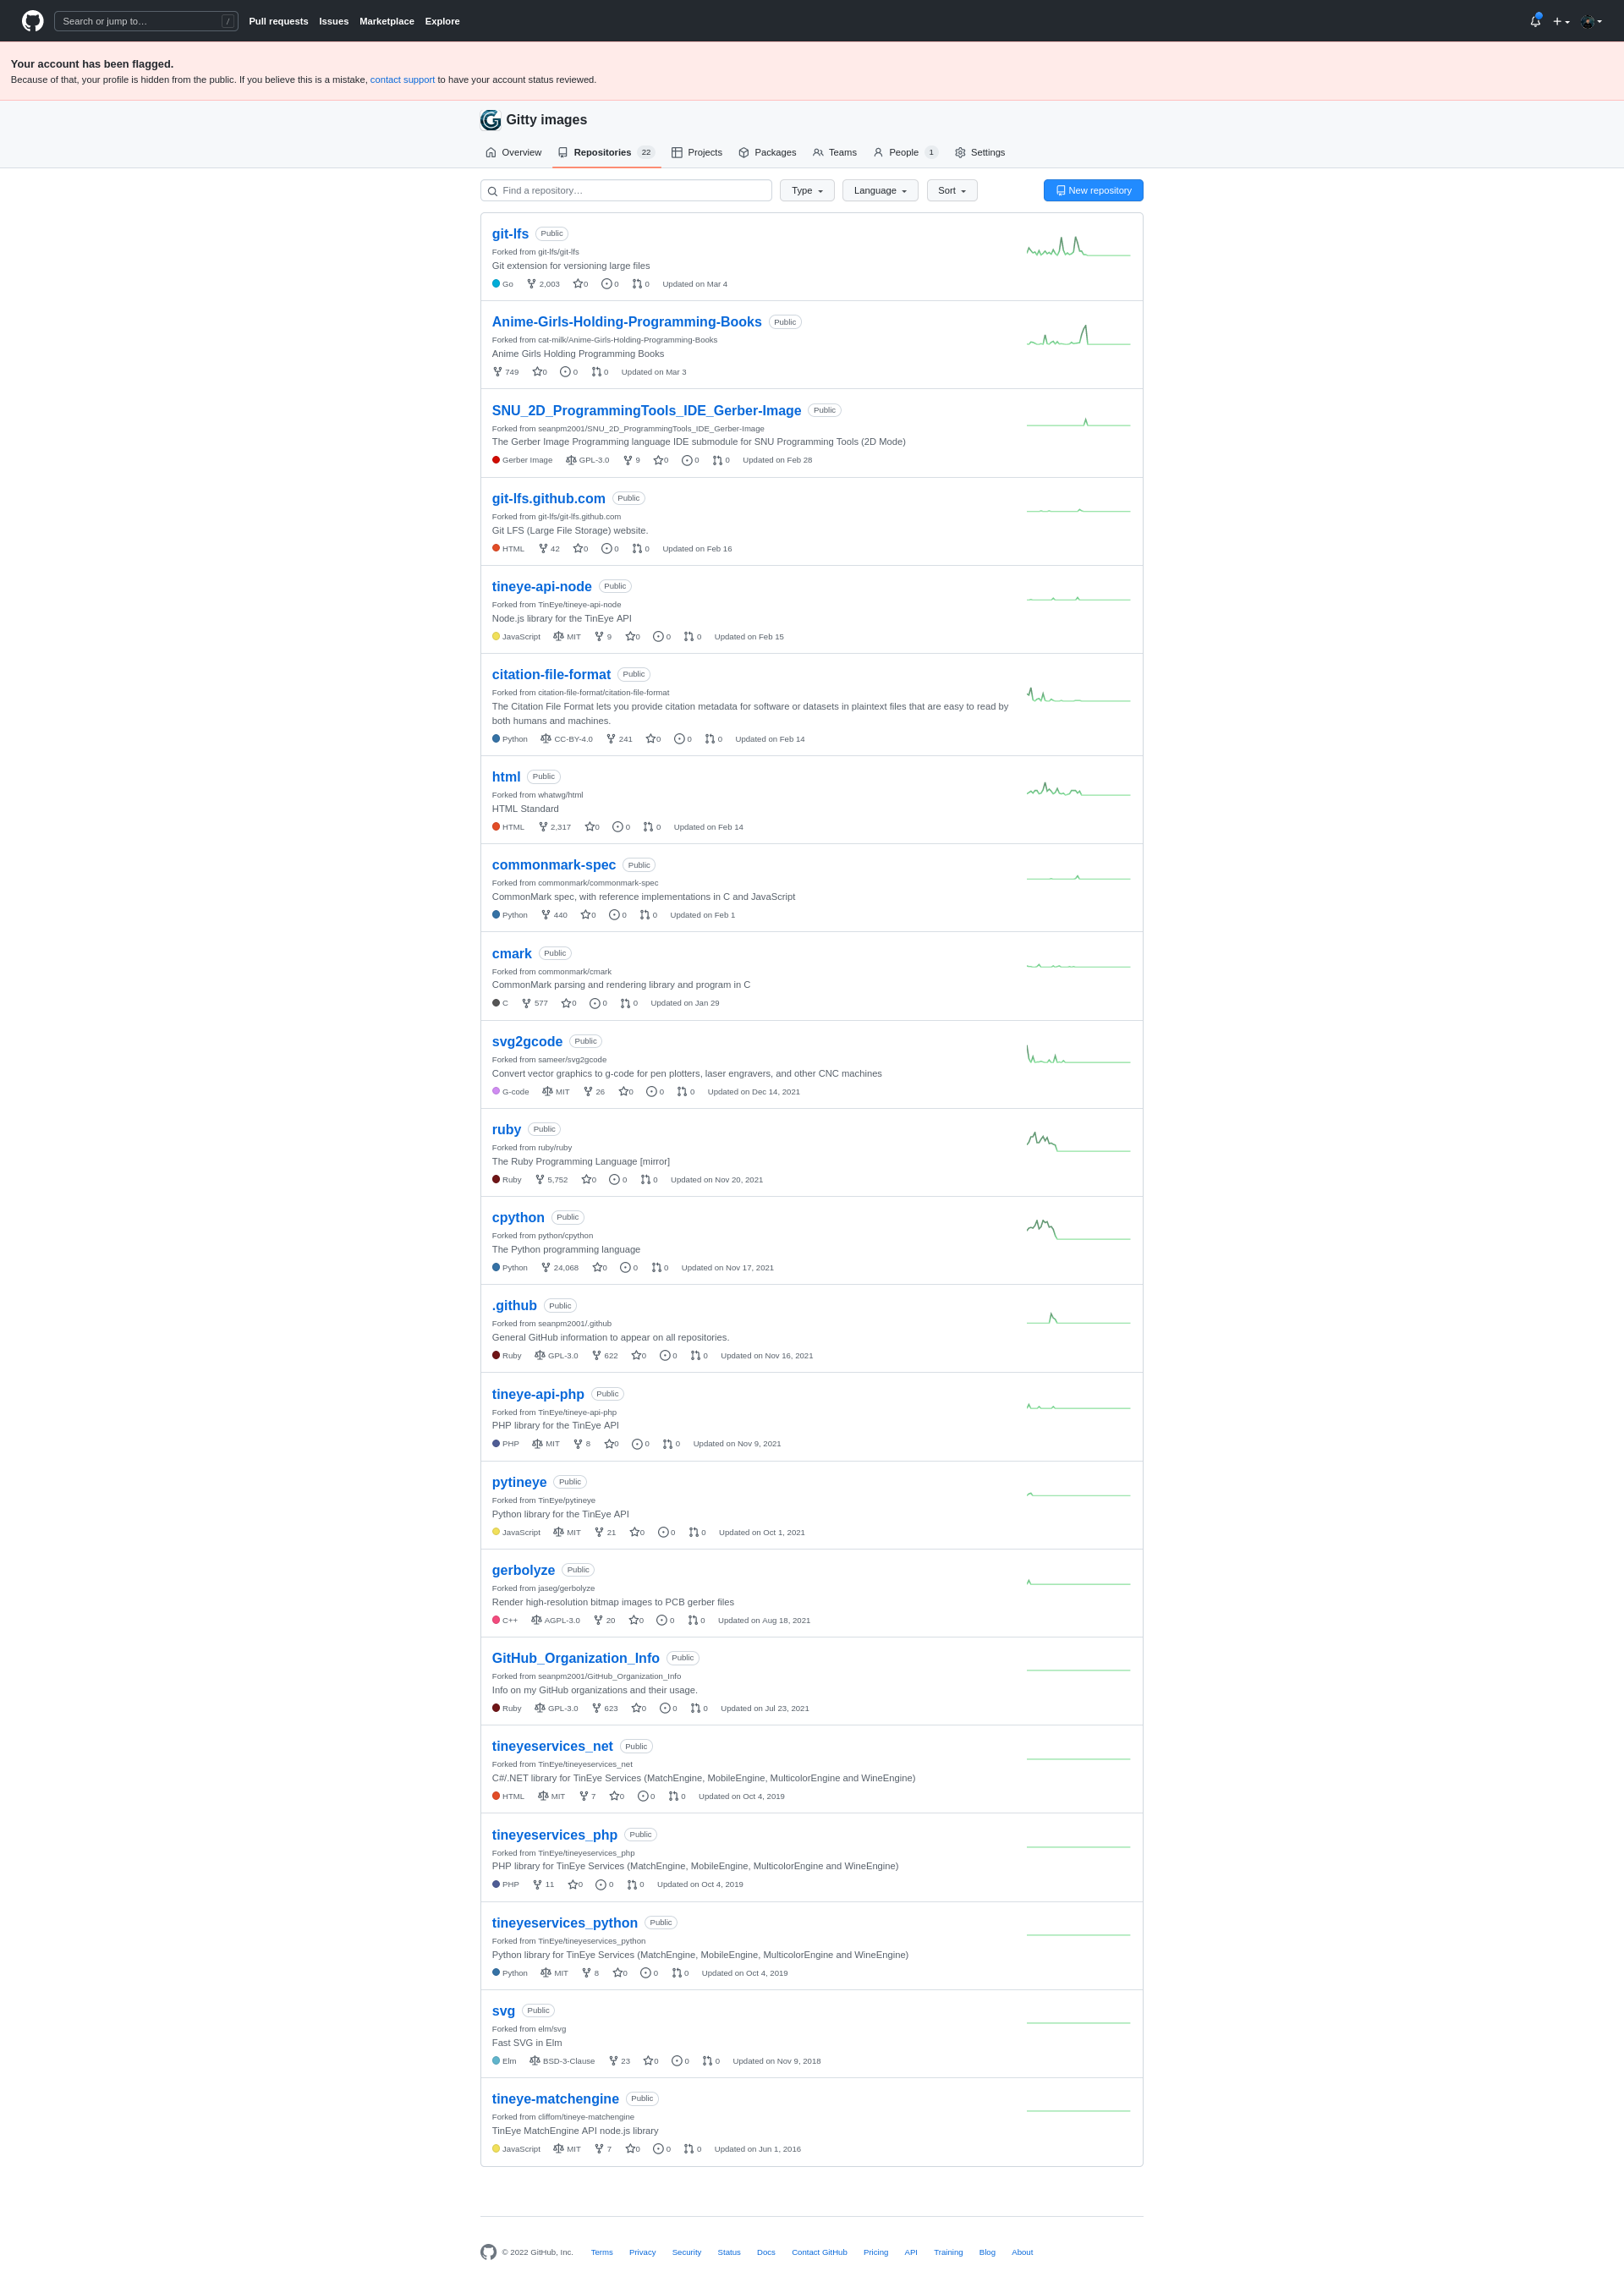 Search or jump to… / Pull requests Issues Marketplace Explore
Your account has been flagged.
Because of that, your profile is hidden from the public. If you believe this is a mistake, contact support to have your account status reviewed.
Gitty images
Overview Repositories 22 Projects Packages Teams People 1 Settings
Find a repository… Type Language Sort New repository
git-lfs Public
Forked from git-lfs/git-lfs
Git extension for versioning large files
Go 2,003 0 0 0 Updated on Mar 4
Anime-Girls-Holding-Programming-Books Public
Forked from cat-milk/Anime-Girls-Holding-Programming-Books
Anime Girls Holding Programming Books
749 0 0 0 Updated on Mar 3
SNU_2D_ProgrammingTools_IDE_Gerber-Image Public
Forked from seanpm2001/SNU_2D_ProgrammingTools_IDE_Gerber-Image
The Gerber Image Programming language IDE submodule for SNU Programming Tools (2D Mode)
Gerber Image GPL-3.0 9 0 0 0 Updated on Feb 28
git-lfs.github.com Public
Forked from git-lfs/git-lfs.github.com
Git LFS (Large File Storage) website.
HTML 42 0 0 0 Updated on Feb 16
tineye-api-node Public
Forked from TinEye/tineye-api-node
Node.js library for the TinEye API
JavaScript MIT 9 0 0 0 Updated on Feb 15
citation-file-format Public
Forked from citation-file-format/citation-file-format
The Citation File Format lets you provide citation metadata for software or datasets in plaintext files that are easy to read by
both humans and machines.
Python CC-BY-4.0 241 0 0 0 Updated on Feb 14
html Public
Forked from whatwg/html
HTML Standard
HTML 2,317 0 0 0 Updated on Feb 14
commonmark-spec Public
Forked from commonmark/commonmark-spec
CommonMark spec, with reference implementations in C and JavaScript
Python 440 0 0 0 Updated on Feb 1
cmark Public
Forked from commonmark/cmark
CommonMark parsing and rendering library and program in C
C 577 0 0 0 Updated on Jan 29
svg2gcode Public
Forked from sameer/svg2gcode
Convert vector graphics to g-code for pen plotters, laser engravers, and other CNC machines
G-code MIT 26 0 0 0 Updated on Dec 14, 2021
ruby Public
Forked from ruby/ruby
The Ruby Programming Language [mirror]
Ruby 5,752 0 0 0 Updated on Nov 20, 2021
cpython Public
Forked from python/cpython
The Python programming language
Python 24,068 0 0 0 Updated on Nov 17, 2021
.github Public
Forked from seanpm2001/.github
General GitHub information to appear on all repositories.
Ruby GPL-3.0 622 0 0 0 Updated on Nov 16, 2021
tineye-api-php Public
Forked from TinEye/tineye-api-php
PHP library for the TinEye API
PHP MIT 8 0 0 0 Updated on Nov 9, 2021
pytineye Public
Forked from TinEye/pytineye
Python library for the TinEye API
JavaScript MIT 21 0 0 0 Updated on Oct 1, 2021
gerbolyze Public
Forked from jaseg/gerbolyze
Render high-resolution bitmap images to PCB gerber files
C++ AGPL-3.0 20 0 0 0 Updated on Aug 18, 2021
GitHub_Organization_Info Public
Forked from seanpm2001/GitHub_Organization_Info
Info on my GitHub organizations and their usage.
Ruby GPL-3.0 623 0 0 0 Updated on Jul 23, 2021
tineyeservices_net Public
Forked from TinEye/tineyeservices_net
C#/.NET library for TinEye Services (MatchEngine, MobileEngine, MulticolorEngine and WineEngine)
HTML MIT 7 0 0 0 Updated on Oct 4, 2019
tineyeservices_php Public
Forked from TinEye/tineyeservices_php
PHP library for TinEye Services (MatchEngine, MobileEngine, MulticolorEngine and WineEngine)
PHP 11 0 0 0 Updated on Oct 4, 2019
tineyeservices_python Public
Forked from TinEye/tineyeservices_python
Python library for TinEye Services (MatchEngine, MobileEngine, MulticolorEngine and WineEngine)
Python MIT 8 0 0 0 Updated on Oct 4, 2019
svg Public
Forked from elm/svg
Fast SVG in Elm
Elm BSD-3-Clause 23 0 0 0 Updated on Nov 9, 2018
tineye-matchengine Public
Forked from cliffom/tineye-matchengine
TinEye MatchEngine API node.js library
JavaScript MIT 7 0 0 0 Updated on Jun 1, 2016
© 2022 GitHub, Inc. Terms Privacy Security Status Docs Contact GitHub Pricing API Training Blog About